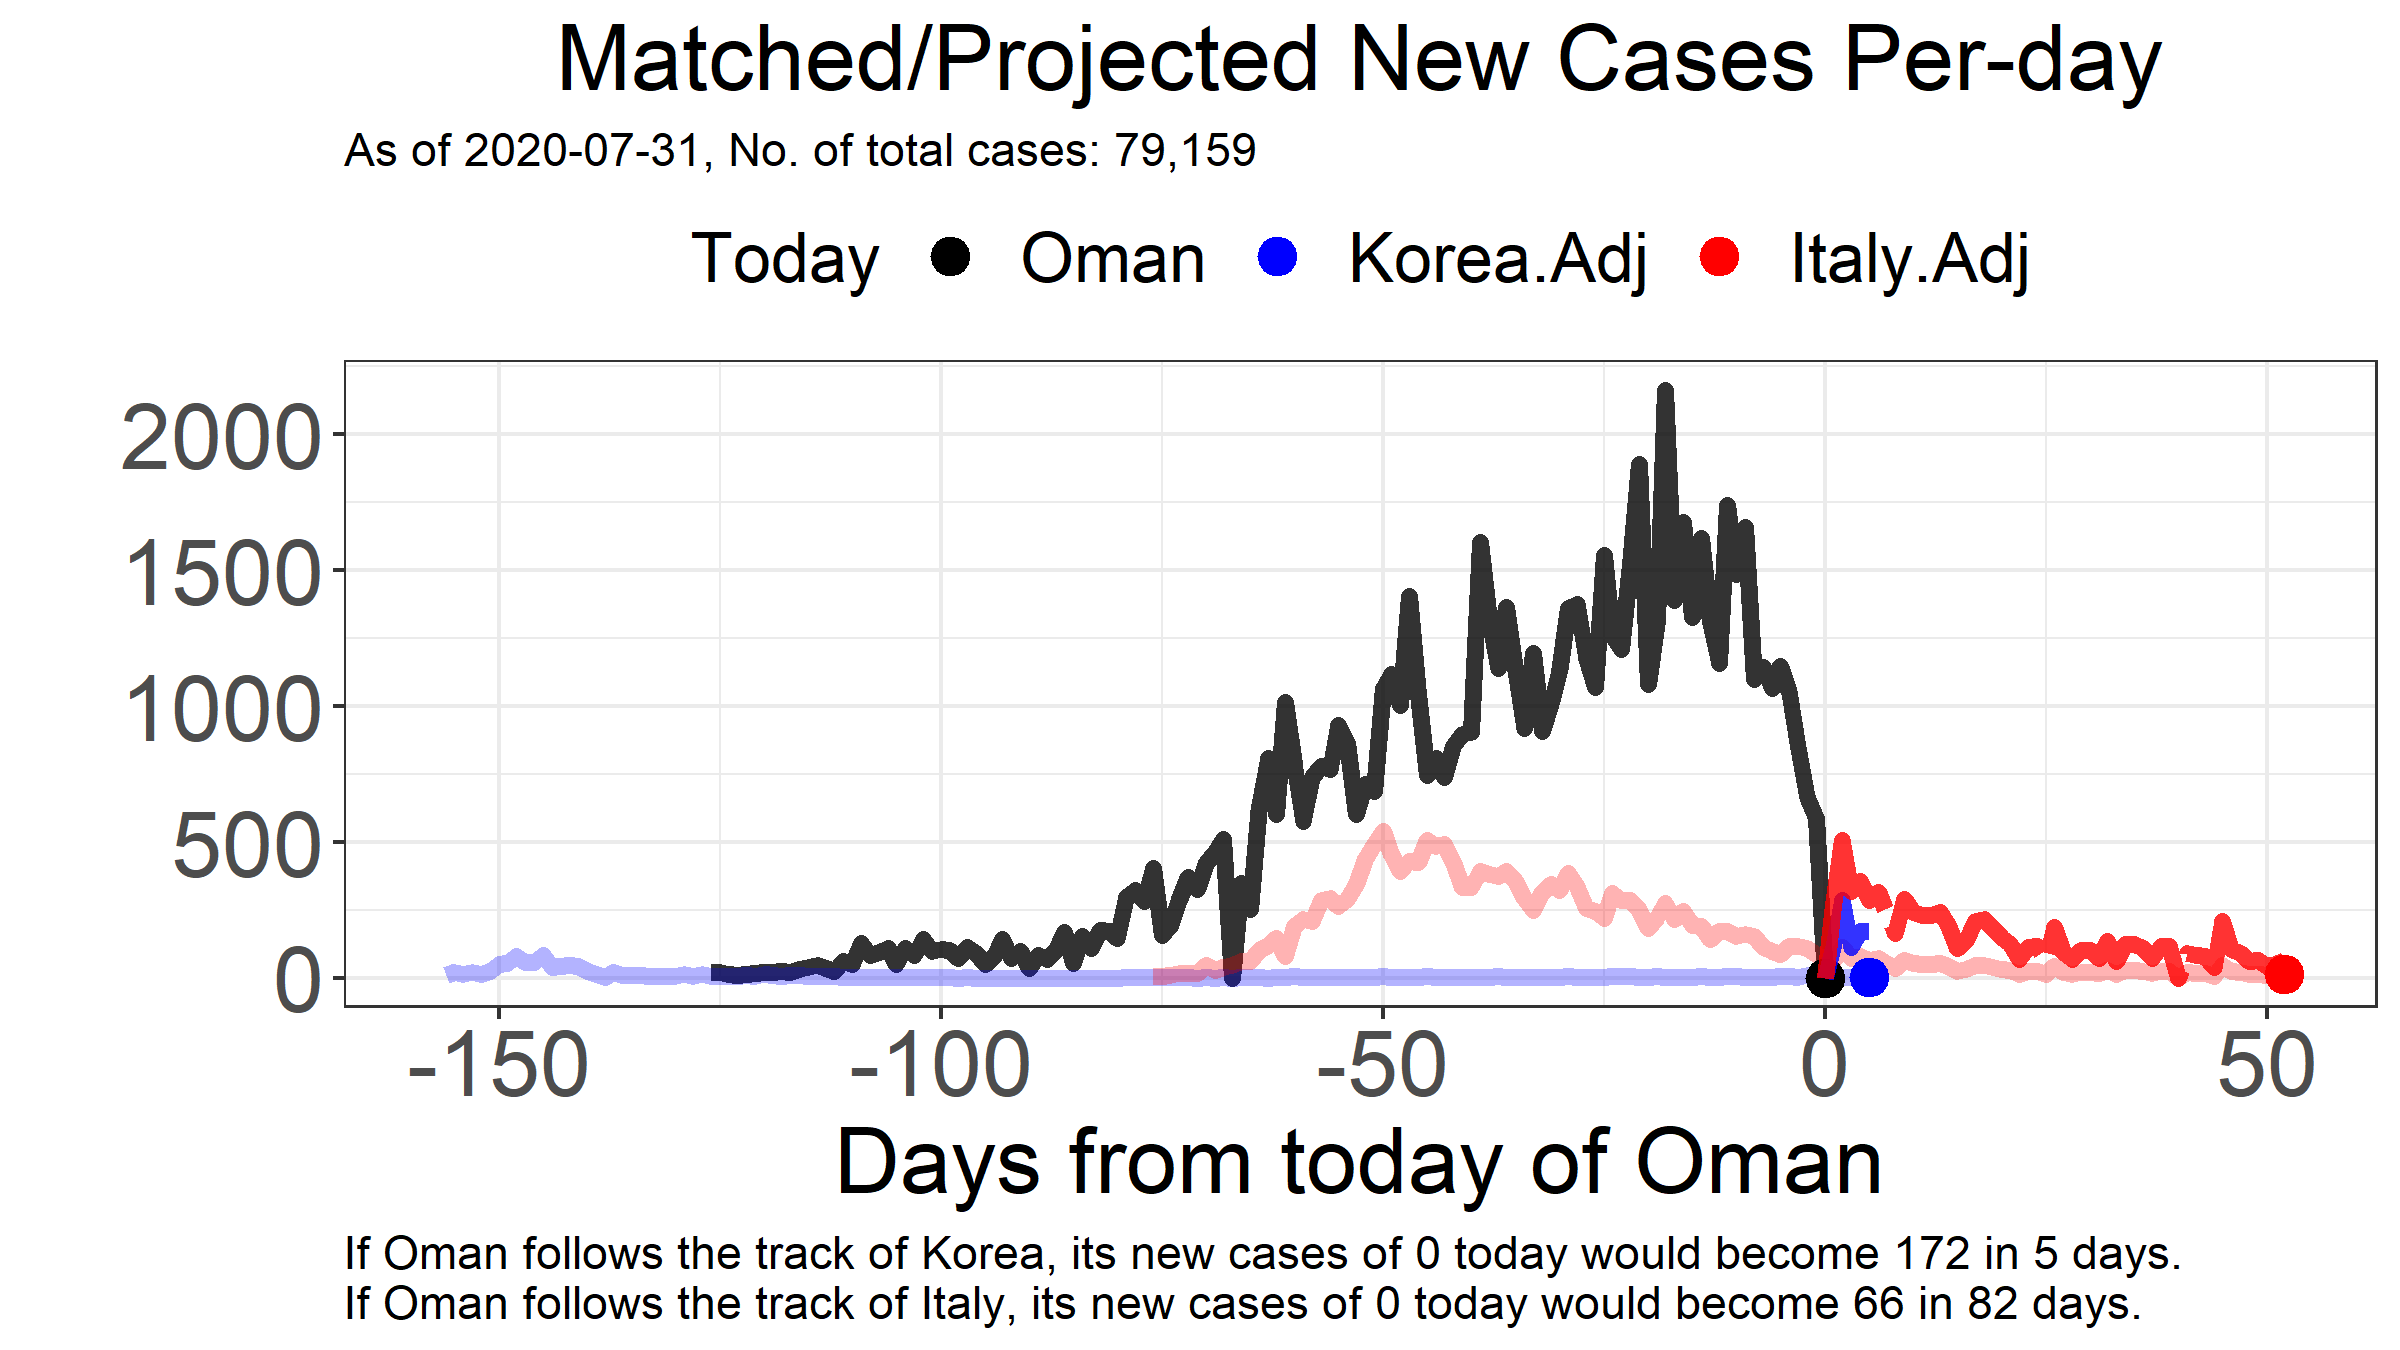 Matched/Projected New Cases Per-day
As of 2020-07-31, No. of total cases: 79,159
Today Oman Korea.Adj Italy.Adj
2000
1500
1000
500
0
-150 -100 -50 0 50
Days from today of Oman
If Oman follows the track of Korea, its new cases of 0 today would become 172 in 5 days.
If Oman follows the track of Italy, its new cases of 0 today would become 66 in 82 days.